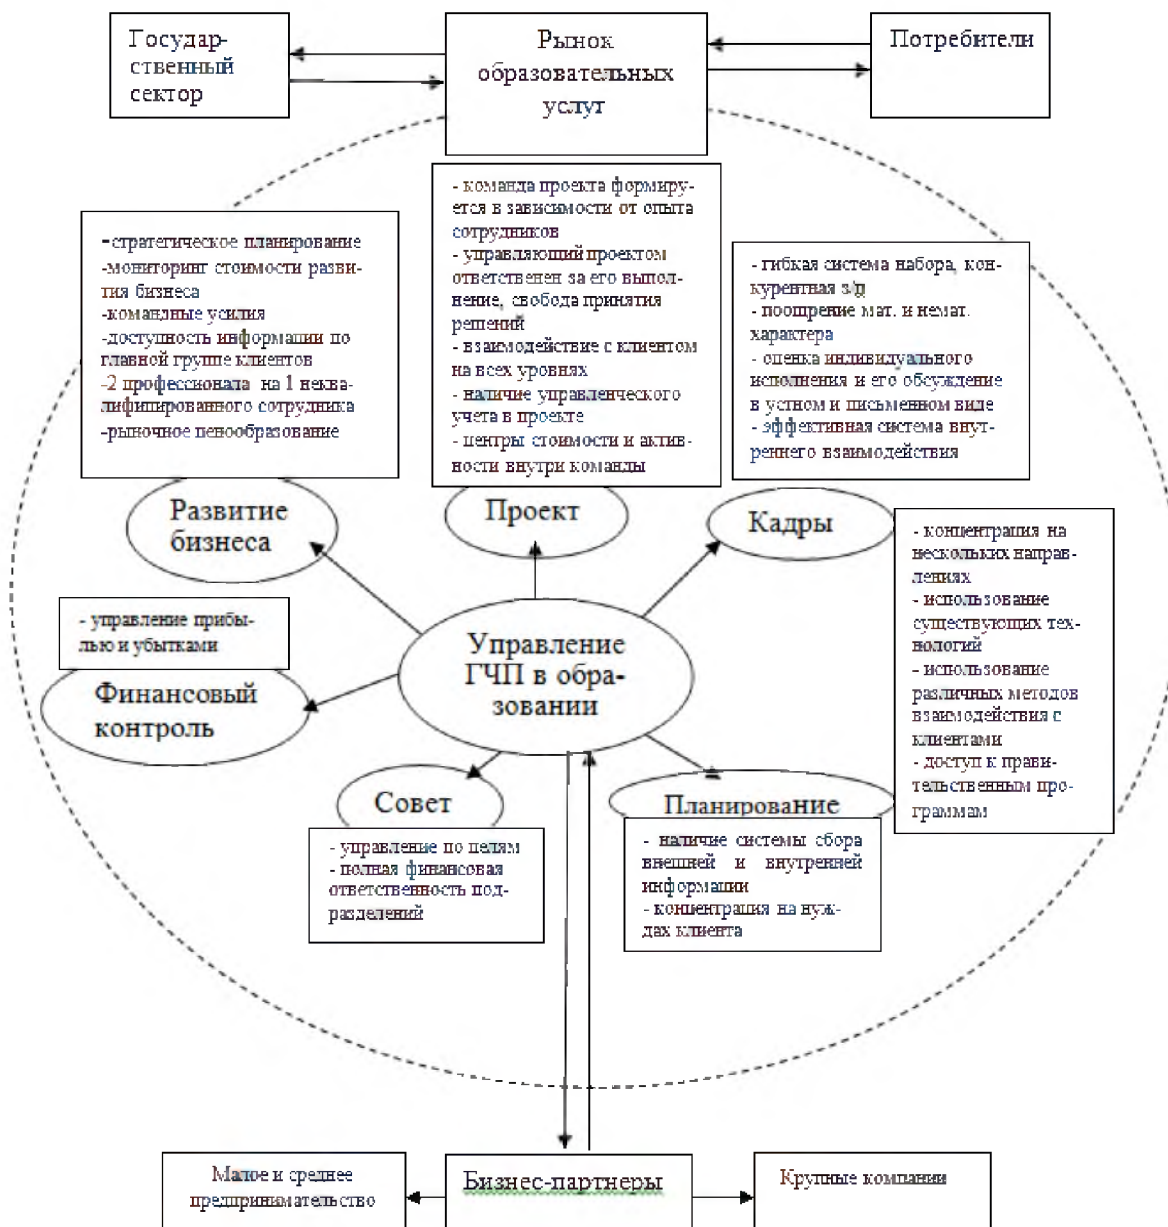 Государ-
ственный
сектор
Рынок
образовательных
услуг
Потребители
-стратегическое планирование
-мониторинг стоимости разви-
тия бизнеса
-командные усилия
-доступность информации по
главной группе клиентов
-2 профессионала на 1 неква-
лифицированного сотрудника
-рыночное ценообразование
- команда проекта формиру-
ется в зависимости от опыта
сотрудников
- управляющий проектом
ответственен за его выпол-
нение, свобода принятия
решений
- взаимодействие с клиентом
на всех уровнях
- наличие управленческого
учета в проекте
- центры стоимости и актив-
ности внутри команды
- гибкая система набора, кон-
курентная з/п
- поощрение мат. и немат.
характера
- оценка индивидуального
исполнения и его обсуждение
в устном и письменном виде
- эффективная система внут-
реннего взаимодействия
Развитие
бизнеса
Проект
Кадры
- концентрация на
нескольких направ-
лениях
- использование
существующих тех-
нологий
- использование
различных методов
взаимодействия с
клиентами
- доступ к прави-
тельственным про-
граммам
- управление прибы-
лью и убытками
Финансовый
контроль
Управление
ГЧП в обра-
зовании
Совет
- управление по целям
- полная финансовая
ответственность под-
разделений
Планирование
- наличие системы сбора
внешней и внутренней
информации
- концентрация на нуж-
дах клиента
Малое и среднее
предпринимательство
Бизнес-партнеры
Крупные компании